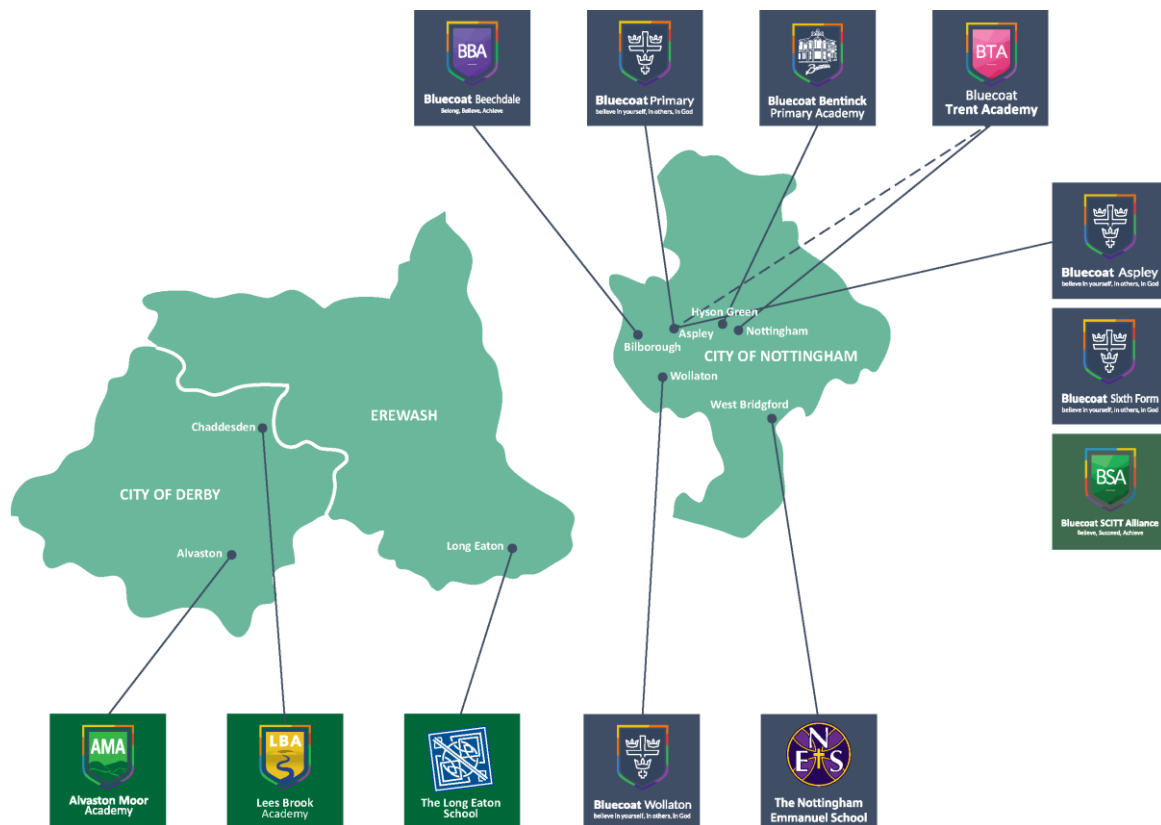 BBA
Bluecoat Beechdale
Belong, Believe, Achieve
Bluecoat Primary
believe in yourself, in others, in God
Bluecoat Bentinck
Primary Academy
BTA
Bluecoat
Trent Academy
Bluecoat Aspley
believe in yourself, in others, in God
Bluecoat Sixth Form
believe in yourself, in others, in God
BSA
Bluecoat SCITT Alliance
Believe, Succeed, Achieve
Hyson Green
Aspley
Nottingham
Bilborough
CITY OF NOTTINGHAM
Wollaton
West Bridgford
EREWASH
Chaddesden
CITY OF DERBY
Alvaston
Long Eaton
AMA
Alvaston Moor
Academy
LBA
Lees Brook
Academy
The Long Eaton
School
Bluecoat Wollaton
believe in yourself, in others, in God
N
E S
The Nottingham
Emmanuel School